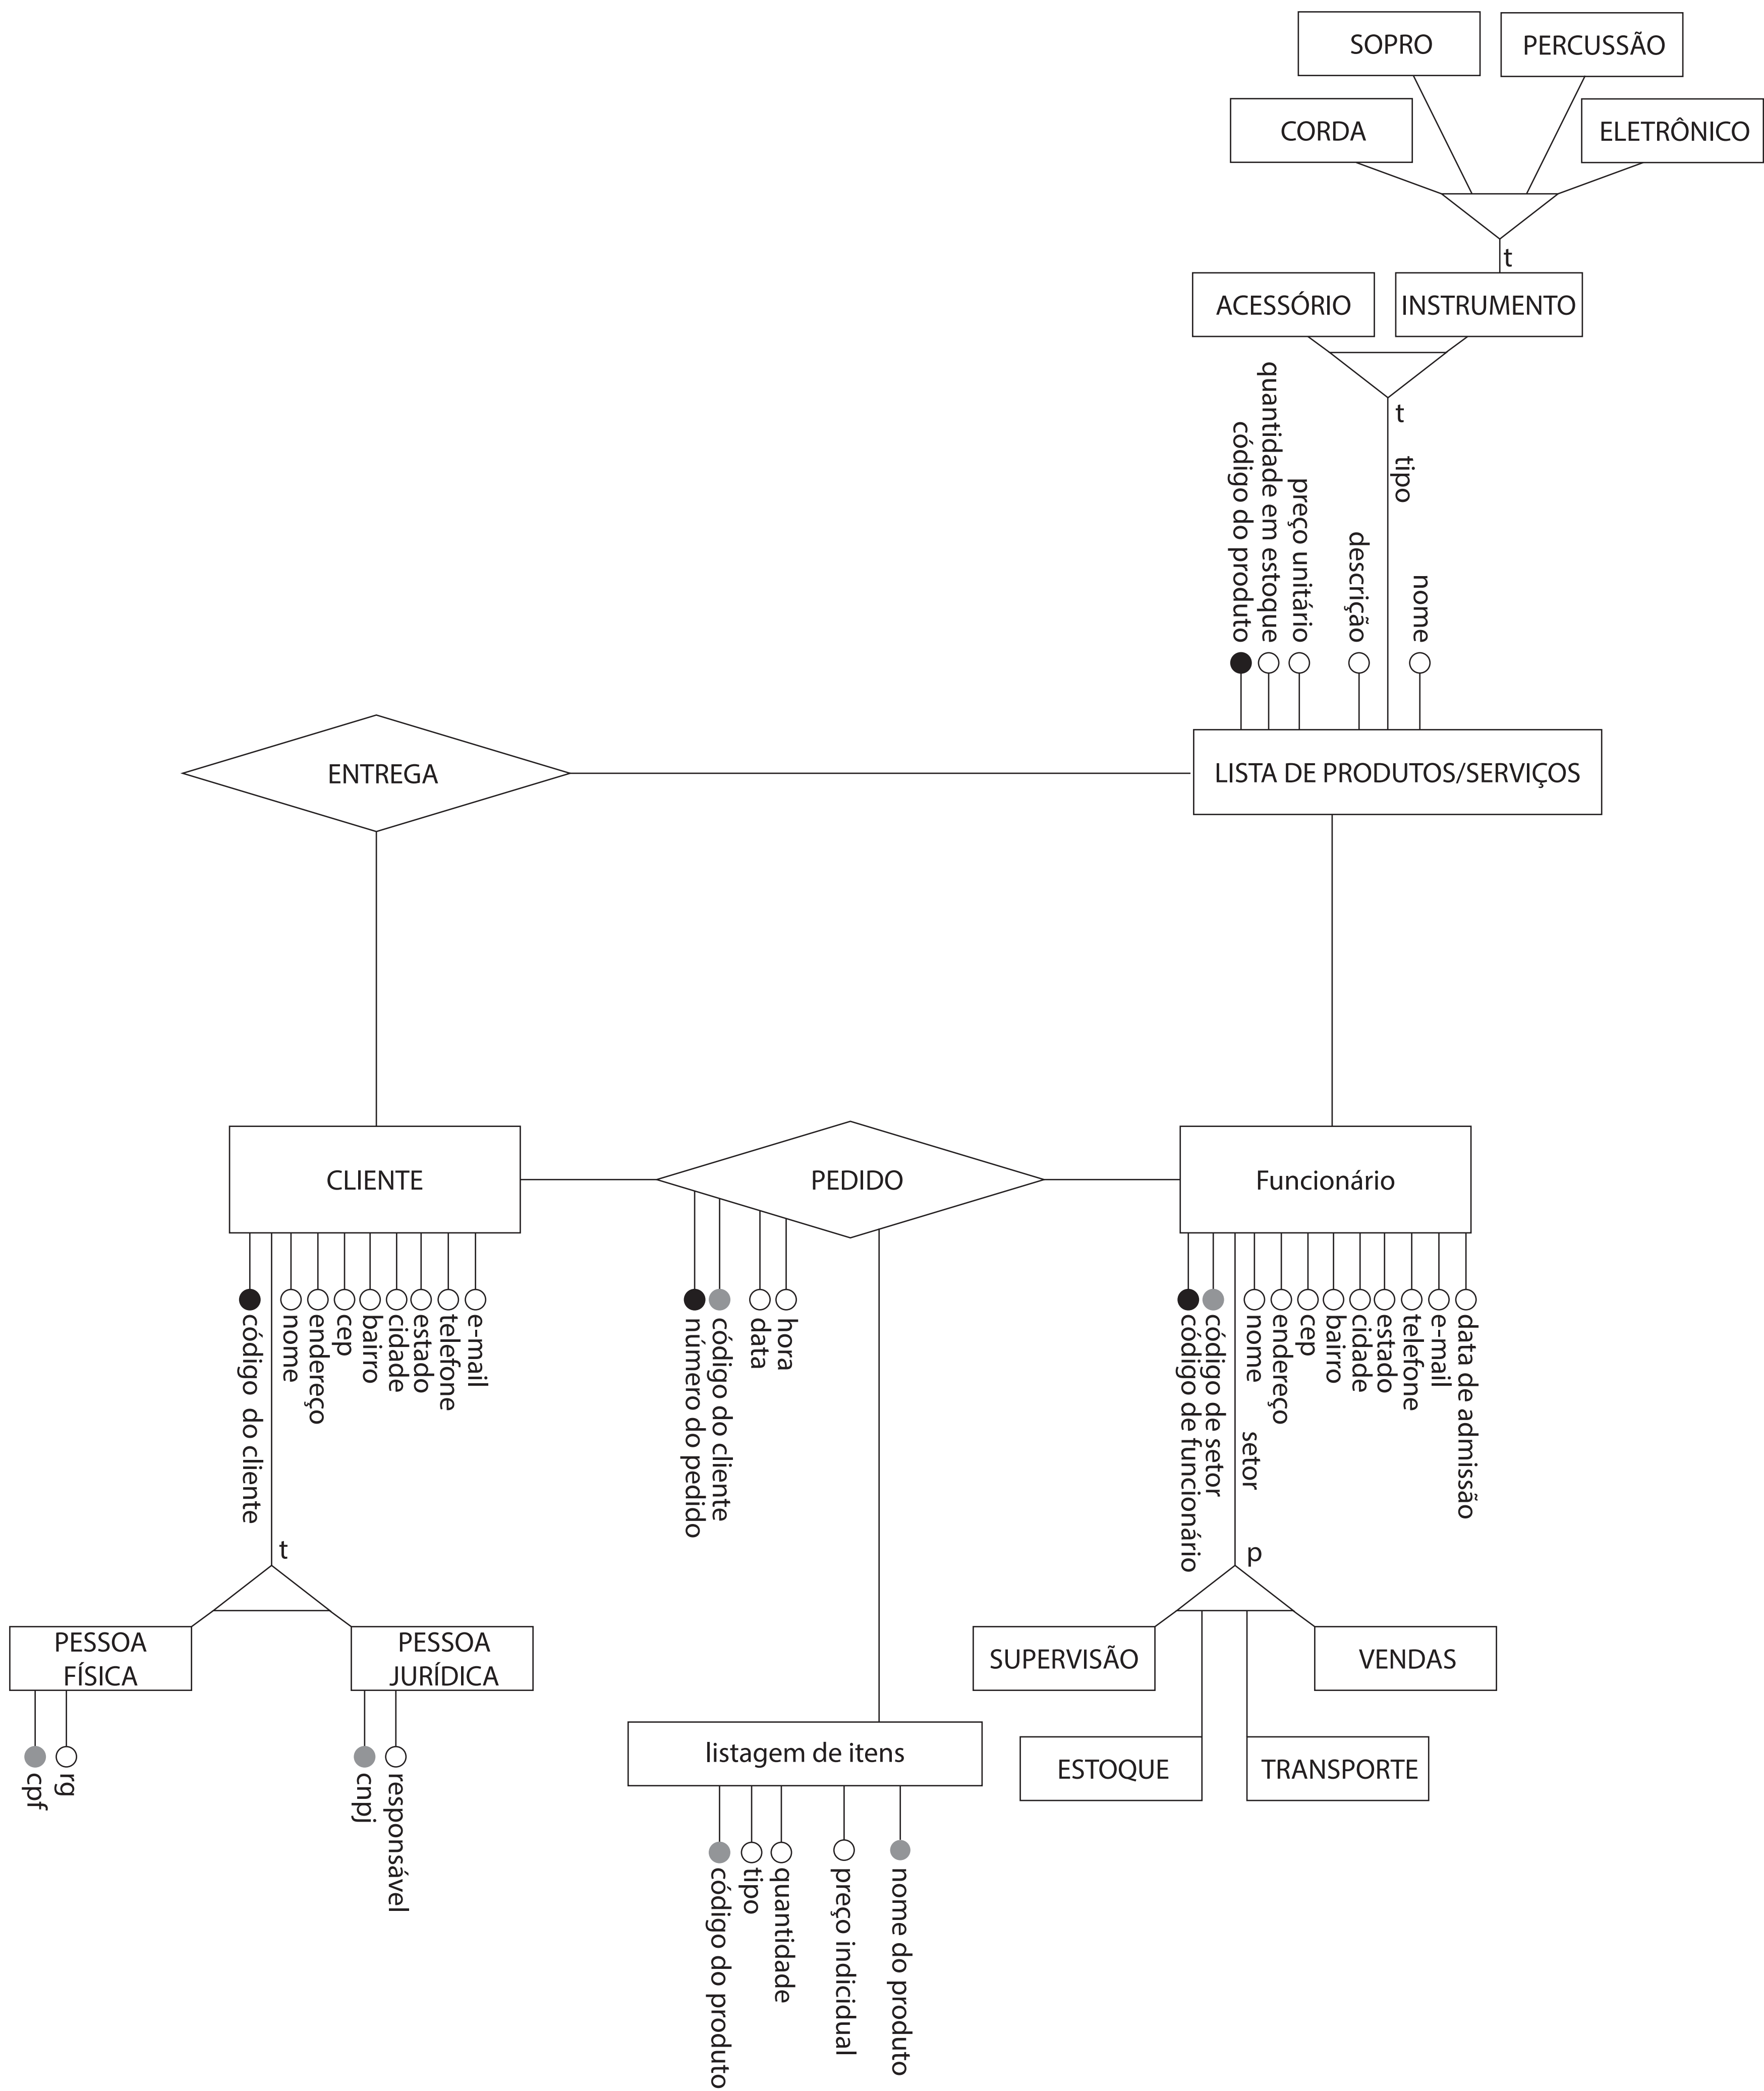 SOPRO
PERCUSSÃO
CORDA
ELETRÔNICO
t
ACESSÓRIO
INSTRUMENTO
t
tipo
código do produto
quantidade em estoque
preço unitário
descrição
nome
ENTREGA
LISTA DE PRODUTOS/SERVIÇOS
CLIENTE
PEDIDO
Funcionário
código do cliente
nome
endereço
cep
bairro
cidade
estado
telefone
e-mail
número do pedido
código do cliente
data
hora
código de funcionário
código de setor
setor
nome
endereço
cep
bairro
cidade
estado
telefone
e-mail
data de admissão
t
p
PESSOA
FÍSICA
PESSOA
JURÍDICA
SUPERVISÃO
VENDAS
ESTOQUE
TRANSPORTE
cpf
rg
cnpj
responsável
listagem de itens
código do produto
tipo
quantidade
preço indicidual
nome do produto